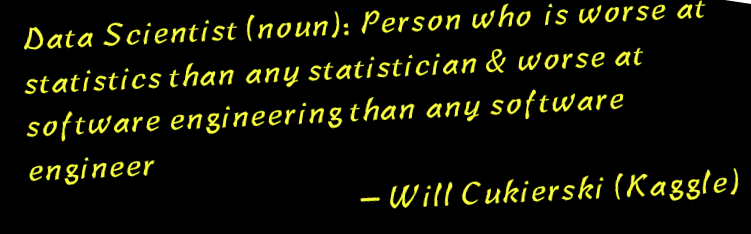 Data Scientist (noun): Person who is worse at
statistics than any statistician & worse at
software engineering than any software
engineer
– Will Cukierski (Kaggle)